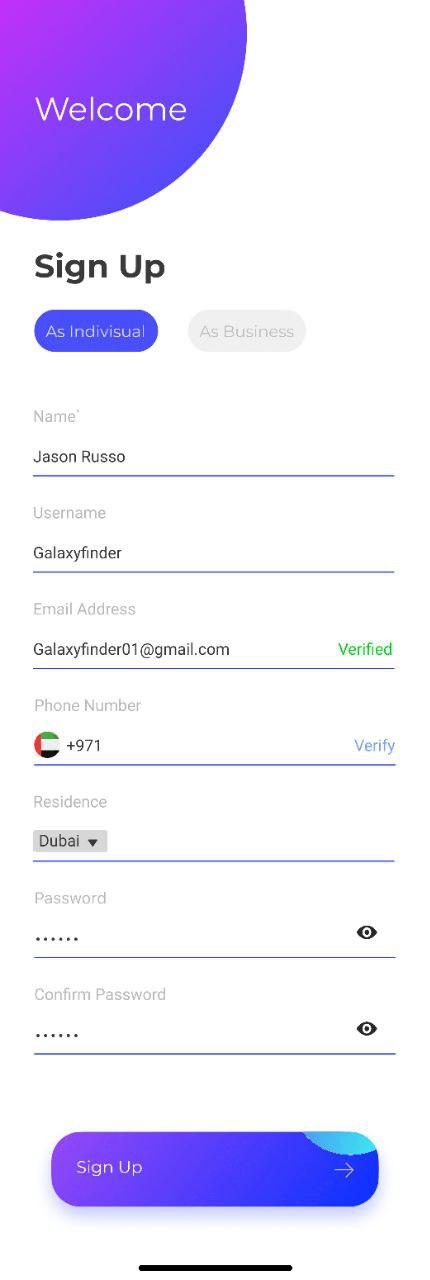 Welcome
Sign Up
As Indivisual
As Business
Name*
Jason Russo
Username
Galaxyfinder
Email Address
Galaxyfinder01@gmail.com Verified
Phone Number
+971 Verify
Residence
Dubai
Password
······
Confirm Password
······
Sign Up